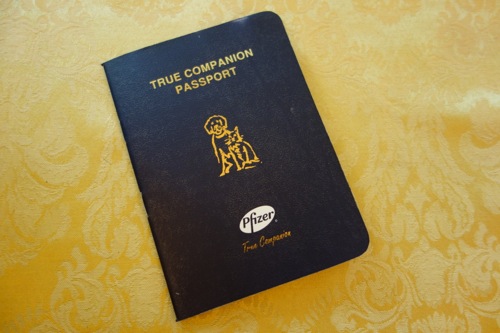 TRUE COMPANION
PASSPORT
Pfizer
True Companion